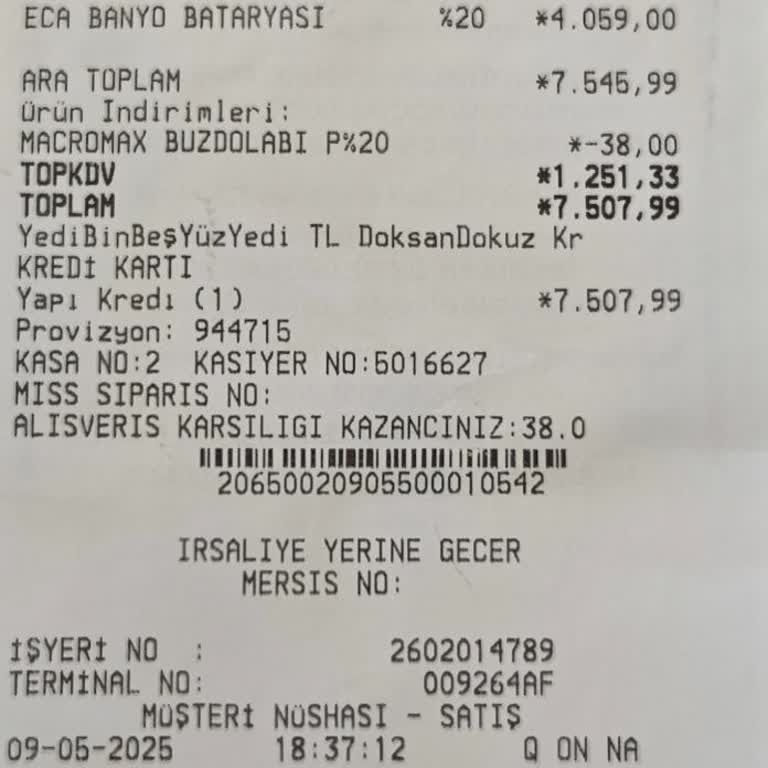 ECA BANYO BATARYASI %20 *4.059,00
ARA TOPLAM *7.545,99
Ürün İndirimleri:
MACROMAX BUZDOLABI P%20 *-38,00
TOPKDV *1.251,33
TOPLAM *7.507,99
YediBinBeşYüzYedi TL DoksanDokuz Kr
KREDİ KARTI
Yapı Kredi (1) *7.507,99
Provizyon: 944715
KASA NO:2 KASIYER NO:5016627
MISS SIPARIS NO:
ALISVERIS KARSILIGI KAZANCINIZ:38.0
20650020905500010542
IRSALIYE YERINE GECER
MERSIS NO:
İŞYERİ NO : 2602014789
TERMİNAL NO: 009264AF
MÜŞTERİ NÜSHASI - SATIŞ
09-05-2025 18:37:12 Q ON NA